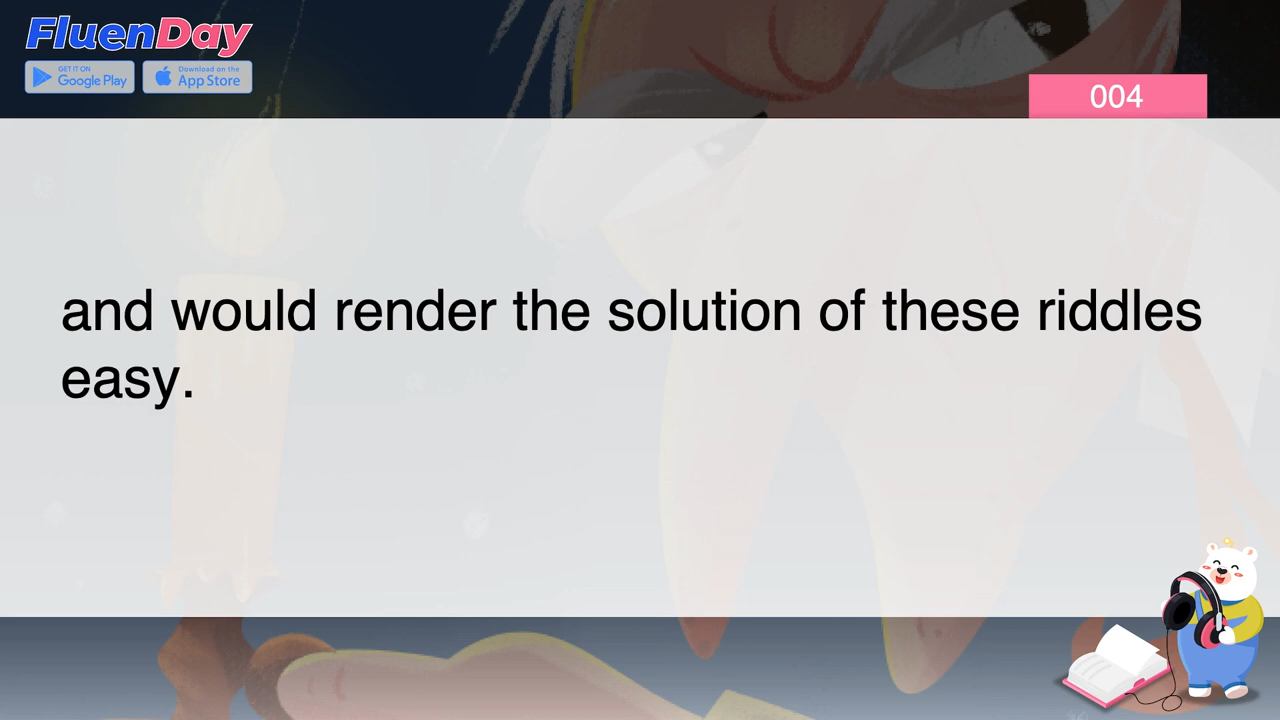 FluenDay
GET IT ON
Google Play
Download on the
App Store
004
and would render the solution of these riddles
easy.